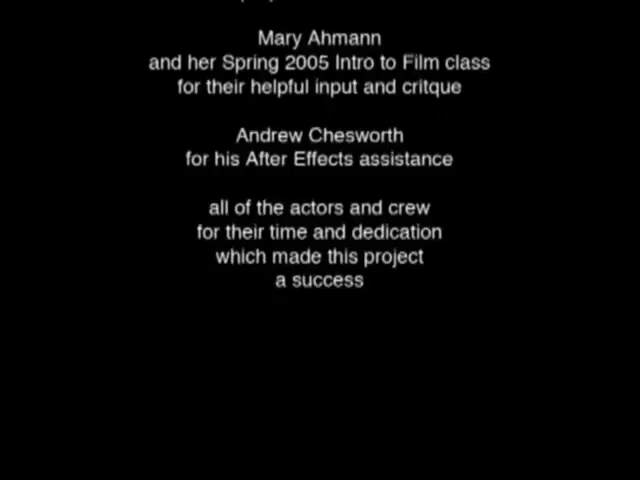 Mary Ahmann
and her Spring 2005 Intro to Film class
for their helpful input and critque
Andrew Chesworth
for his After Effects assistance
all of the actors and crew
for their time and dedication
which made this project
a success